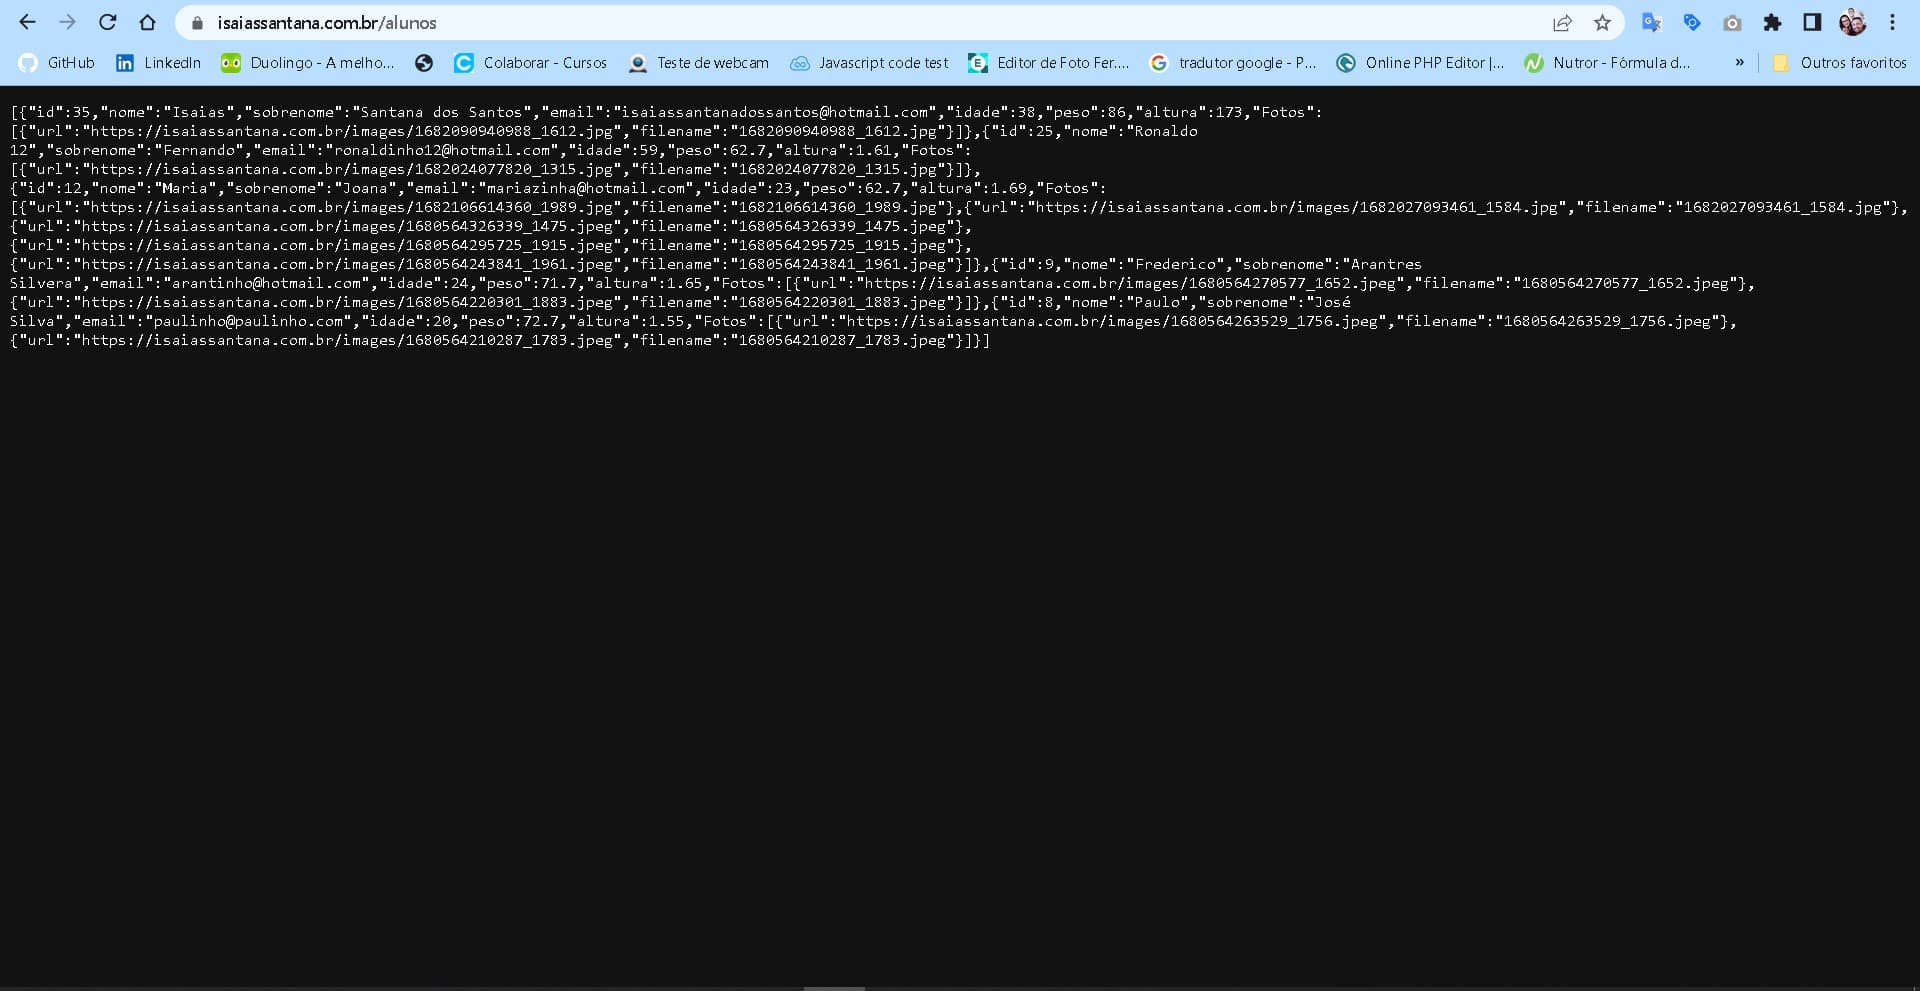 isaiassantana.com.br/alunos
GitHub LinkedIn Duolingo - A melho... Colaborar - Cursos Teste de webcam Javascript code test Editor de Foto Fer.... tradutor google - P... Online PHP Editor |... Nutror - Fórmula d... » Outros favoritos
[{"id":35,"nome":"Isaias","sobrenome":"Santana dos Santos","email":"isaiassantanadossantos@hotmail.com","idade":38,"peso":86,"altura":173,"Fotos":
[{"url":"https://isaiassantana.com.br/images/1682090940988_1612.jpg","filename":"1682090940988_1612.jpg"}]},{"id":25,"nome":"Ronaldo
12","sobrenome":"Fernando","email":"ronaldinho12@hotmail.com","idade":59,"peso":62.7,"altura":1.61,"Fotos":
[{"url":"https://isaiassantana.com.br/images/1682024077820_1315.jpg","filename":"1682024077820_1315.jpg"}]},
{"id":12,"nome":"Maria","sobrenome":"Joana","email":"mariazinha@hotmail.com","idade":23,"peso":62.7,"altura":1.69,"Fotos":
[{"url":"https://isaiassantana.com.br/images/1682106614360_1989.jpg","filename":"1682106614360_1989.jpg"},{"url":"https://isaiassantana.com.br/images/1682027093461_1584.jpg","filename":"1682027093461_1584.jpg"},
{"url":"https://isaiassantana.com.br/images/1680564326339_1475.jpeg","filename":"1680564326339_1475.jpeg"},
{"url":"https://isaiassantana.com.br/images/1680564295725_1915.jpeg","filename":"1680564295725_1915.jpeg"},
{"url":"https://isaiassantana.com.br/images/1680564243841_1961.jpeg","filename":"1680564243841_1961.jpeg"}]},{"id":9,"nome":"Frederico","sobrenome":"Arantres
Silvera","email":"arantinho@hotmail.com","idade":24,"peso":71.7,"altura":1.65,"Fotos":[{"url":"https://isaiassantana.com.br/images/1680564270577_1652.jpeg","filename":"1680564270577_1652.jpeg"},
{"url":"https://isaiassantana.com.br/images/1680564220301_1883.jpeg","filename":"1680564220301_1883.jpeg"}]},{"id":8,"nome":"Paulo","sobrenome":"José
Silva","email":"paulinho@paulinho.com","idade":20,"peso":72.7,"altura":1.55,"Fotos":[{"url":"https://isaiassantana.com.br/images/1680564263529_1756.jpeg","filename":"1680564263529_1756.jpeg"},
{"url":"https://isaiassantana.com.br/images/1680564210287_1783.jpeg","filename":"1680564210287_1783.jpeg"}]}]